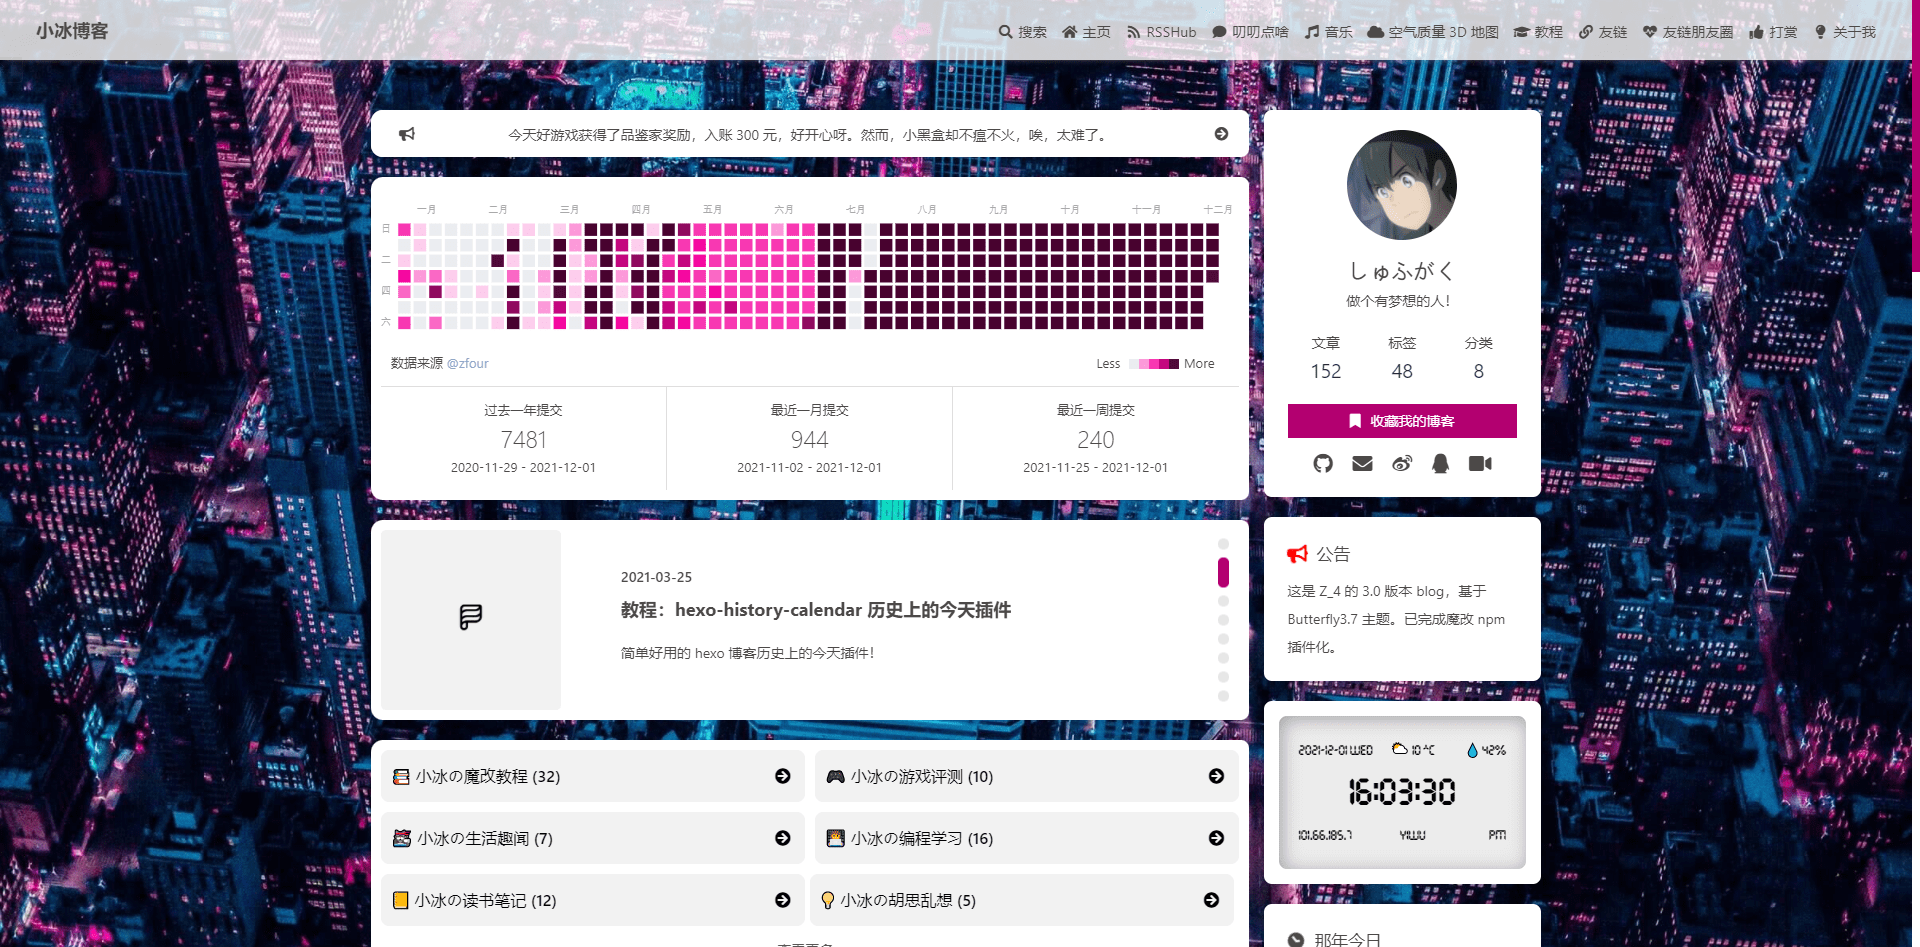 小冰博客
搜索 主页 RSSHub 叨叨点啥 音乐 空气质量 3D 地图 教程 友链 友链朋友圈 打赏 关于我
今天好游戏获得了品鉴家奖励，入账 300 元，好开心呀。然而，小黑盒却不瘟不火，唉，太难了。
一月 二月 三月 四月 五月 六月 七月 八月 九月 十月 十一月 十二月
日
二
四
六
数据来源 @zfour
Less More
过去一年提交
7481
2020-11-29 - 2021-12-01
最近一月提交
944
2021-11-02 - 2021-12-01
最近一周提交
240
2021-11-25 - 2021-12-01
2021-03-25
教程：hexo-history-calendar 历史上的今天插件
简单好用的 hexo 博客历史上的今天插件！
小冰の魔改教程 (32)
小冰の游戏评测 (10)
小冰の生活趣闻 (7)
小冰の编程学习 (16)
小冰の读书笔记 (12)
小冰の胡思乱想 (5)
しゅふがく
做个有梦想的人！
文章 标签 分类
152 48 8
收藏我的博客
公告
这是 Z_4 的 3.0 版本 blog，基于
Butterfly3.7 主题。已完成魔改 npm
插件化。
2021-12-01 WED 10 ℃ 42%
16:03:30
101.66.185.7 YIWU PM
那年今日